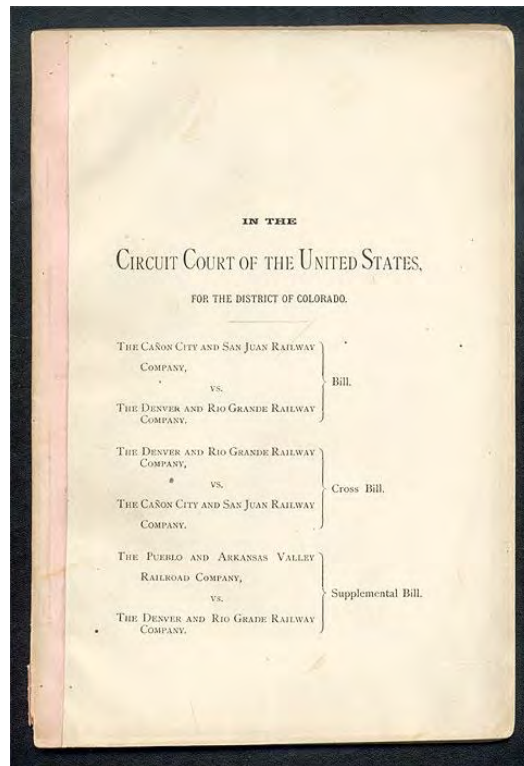 IN THE
CIRCUIT COURT OF THE UNITED STATES,
FOR THE DISTRICT OF COLORADO.
THE CAÑON CITY AND SAN JUAN RAILWAY
COMPANY,
VS.
THE DENVER AND RIO GRANDE RAILWAY
COMPANY.
Bill.
THE DENVER AND RIO GRANDE RAILWAY
COMPANY,
VS.
THE CAÑON CITY AND SAN JUAN RAILWAY
COMPANY.
Cross Bill.
THE PUEBLO AND ARKANSAS VALLEY
RAILROAD COMPANY,
VS.
THE DENVER AND RIO GRADE RAILWAY
COMPANY.
Supplemental Bill.